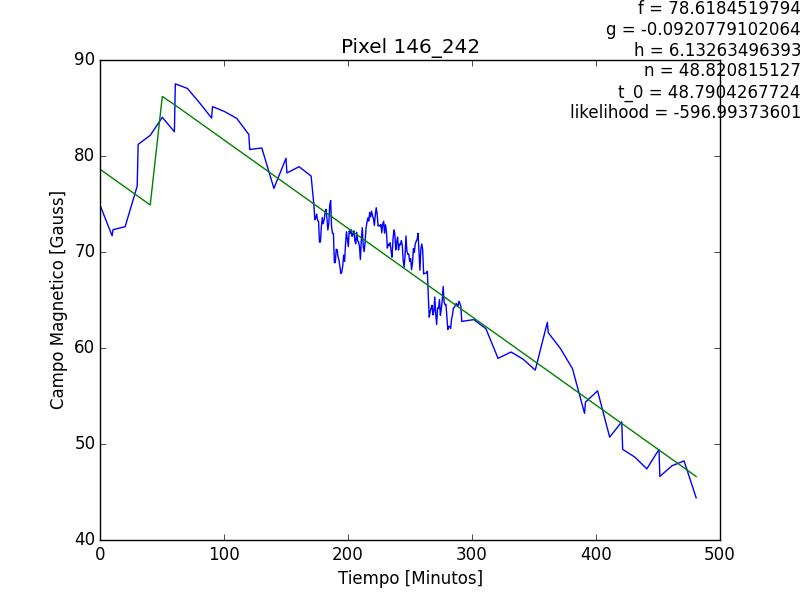 f = 78.6184519794
g = -0.0920779102064
h = 6.13263496393
n = 48.820815127
t_0 = 48.7904267724
likelihood = -596.99373601
Pixel 146_242
90
80
70
60
50
40
Campo Magnetico [Gauss]
0 100 200 300 400 500
Tiempo [Minutos]